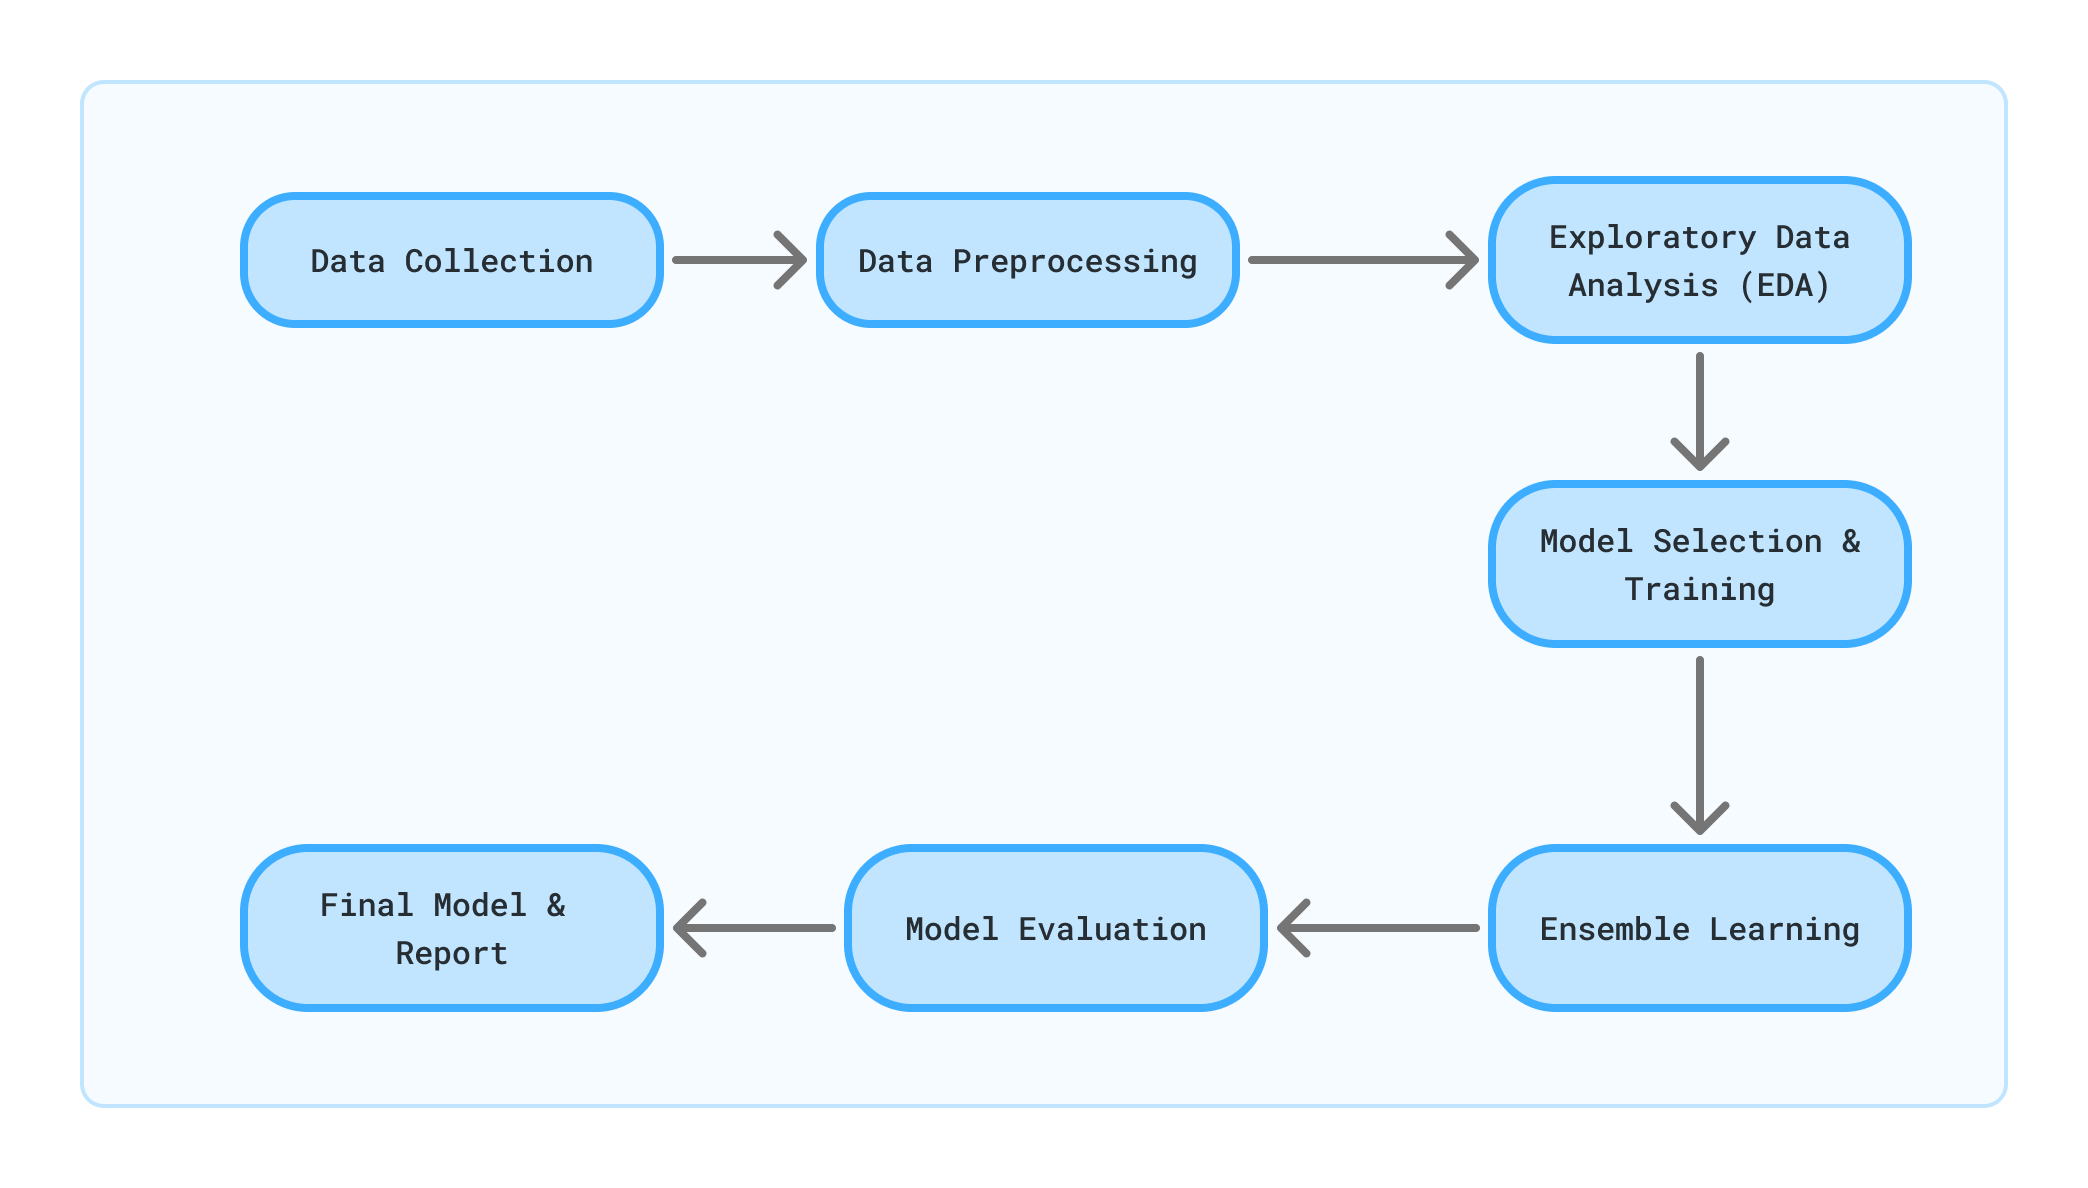 Data Collection
Data Preprocessing
Exploratory Data
Analysis (EDA)
Model Selection &
Training
Ensemble Learning
Model Evaluation
Final Model &
Report